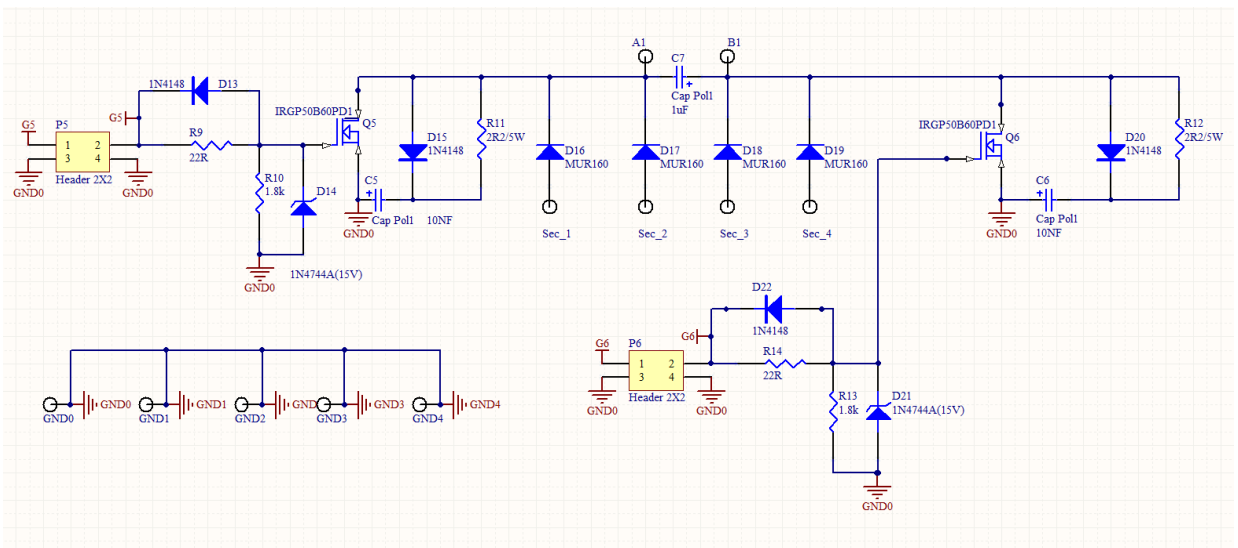 A1
B1
C7
Cap Pol1
1uF
1N4148
D13
G5
G5
P5
1
2
3
4
Header 2X2
GND0
GND0
R9
22R
IRGP50B60PD1
Q5
D15
1N4148
R11
2R2/5W
D16
MUR160
D17
MUR160
D18
MUR160
D19
MUR160
IRGP50B60PD1
Q6
D20
1N4148
R12
2R2/5W
R10
1.8k
D14
C5
Cap Pol1
10NF
GND0
Sec_1
Sec_2
Sec_3
Sec_4
C6
Cap Pol1
10NF
GND0
GND0
1N4744A(15V)
D22
1N4148
G6
G6
P6
1
2
3
4
Header 2X2
GND0
GND0
R14
22R
R13
1.8k
D21
1N4744A(15V)
GND0
GND0
GND0
GND1
GND1
GND2
GND
GND3
GND3
GND4
GND4